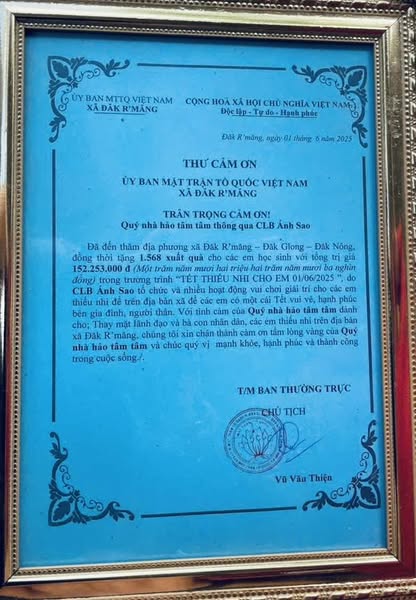 ỦY BAN MTTQ VIỆT NAM
XÃ ĐĂK R'MĂNG
CỘNG HOÀ XÃ HỘI CHỦ NGHĨA VIỆT NAM
Độc lập - Tự do - Hạnh phúc
Đăk R'măng, ngày 01 tháng 6 năm 2025
THƯ CẢM ƠN
ỦY BAN MẶT TRẬN TỔ QUỐC VIỆT NAM
XÃ ĐĂK R'MĂNG
TRÂN TRỌNG CẢM ƠN!
Quý nhà hảo tâm tâm thông qua CLB Ánh Sao
Đã đến thăm địa phương xã Đăk R'măng – Đăk Glong – Đăk Nông,
đồng thời tặng 1.568 xuất quà cho các em học sinh với tổng trị giá
152.253.000 đ (Một trăm năm mươi hai triệu hai trăm năm mươi ba nghìn
đồng) trong trương trình "TẾT THIẾU NHI CHO EM 01/06/2025 ", do
CLB Ánh Sao tổ chức và nhiều hoạt động vui chơi giải trí cho các em
thiếu nhi để trên địa bàn xã để các em có một cái Tết vui vẻ, hạnh phúc
bên gia đình, người thân. Với tình cảm của Quý nhà hảo tâm dành
cho; Thay mặt lãnh đạo và bà con nhân dân, các em thiếu nhi trên địa bàn
xã Đăk R'măng, chúng tôi xin chân thành cảm ơn tấm lòng vàng của Quý
nhà hảo tâm tâm và chúc quý vị mạnh khỏe, hạnh phúc và thành công
trong cuộc sống./.
T/M BAN THƯỜNG TRỰC
CHỦ TỊCH
Vũ Văn Thiện